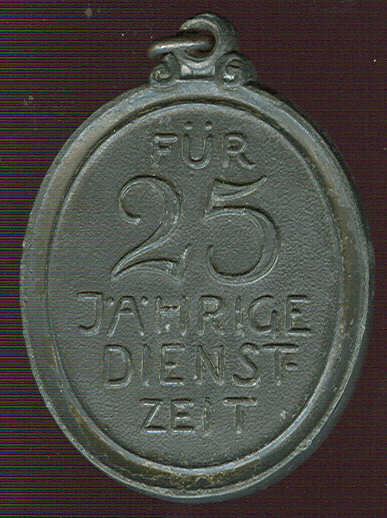 FÜR
25
JÄHRIGE
DIENST-
ZEIT